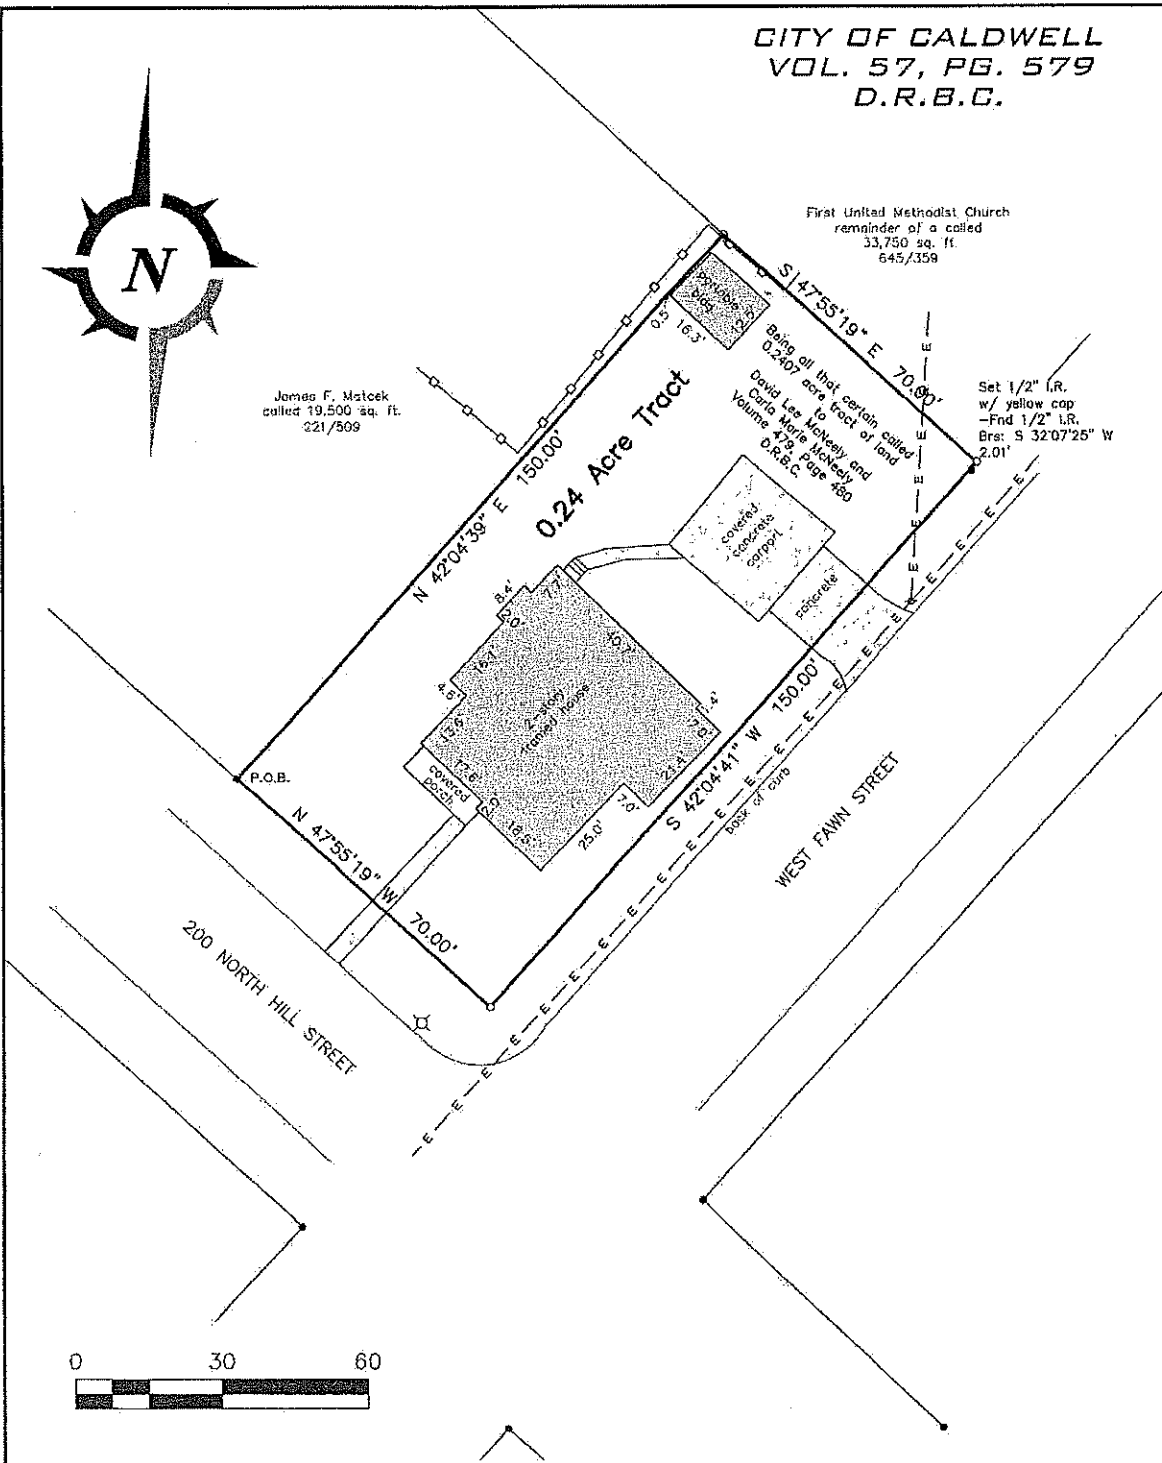 CITY OF CALDWELL
VOL. 57, PG. 579
D.R.B.C.
N
First United Methodist Church
remainder of a called
33,750 sq. ft.
645/359
portable
bldg.
0.5'
16.3'
12.5'
S 47°55'19" E 70.00'
Being all that certain called
0.2407 acre tract of land
to
David Lee McNeely and
Carla Marie McNeely
Volume 479, Page 480
D.R.B.C.
Set 1/2" I.R.
w/ yellow cap
-Fnd 1/2" I.R.
Brs: S 32°07'25" W
2.01'
James F. Matcek
called 19,500 sq. ft.
221/509
N 42°04'39" E 150.00'
0.24 Acre Tract
covered
concrete
carport
concrete
8.4'
7.7'
2.0'
16.1'
40.7'
4.6'
13.5'
2-story
framed house
7.0'
21.4'
17.6'
covered
porch
2.0'
18.5'
25.0'
7.0'
S 42°04'41" W 150.00'
back of curb
E E E E E E E E E E E E E E E E E E E E E
P.O.B.
N 47°55'19" W 70.00'
WEST FAWN STREET
200 NORTH HILL STREET
0 30 60